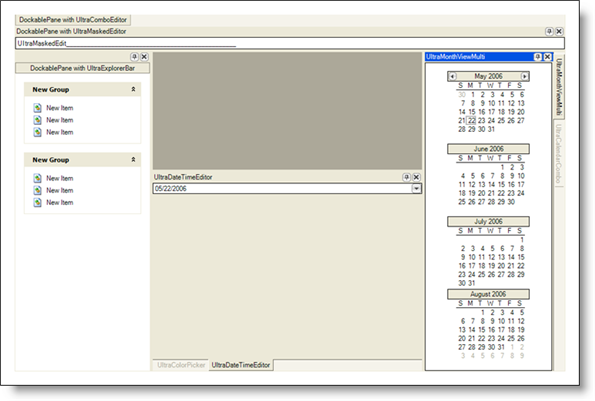 DockablePane with UltraComboEditor
DockablePane with UltraMaskedEditor
UltraMaskedEdit_
DockablePane with UltraExplorerBar
New Group
New Item
New Item
New Item
New Group
New Item
New Item
New Item
UltraDateTimeEditor
05/22/2006
UltraColorPicker UltraDateTimeEditor
UltraMonthViewMulti
May 2006
S M T W T F S
30 1 2 3 4 5 6
7 8 9 10 11 12 13
14 15 16 17 18 19 20
21 22 23 24 25 26 27
28 29 30 31
June 2006
S M T W T F S
1 2 3
4 5 6 7 8 9 10
11 12 13 14 15 16 17
18 19 20 21 22 23 24
25 26 27 28 29 30
July 2006
S M T W T F S
1
2 3 4 5 6 7 8
9 10 11 12 13 14 15
16 17 18 19 20 21 22
23 24 25 26 27 28 29
30 31
August 2006
S M T W T F S
1 2 3 4 5
6 7 8 9 10 11 12
13 14 15 16 17 18 19
20 21 22 23 24 25 26
27 28 29 30 31 1 2
3 4 5 6 7 8 9
UltraMonthViewMulti
UltraCalendarCombo